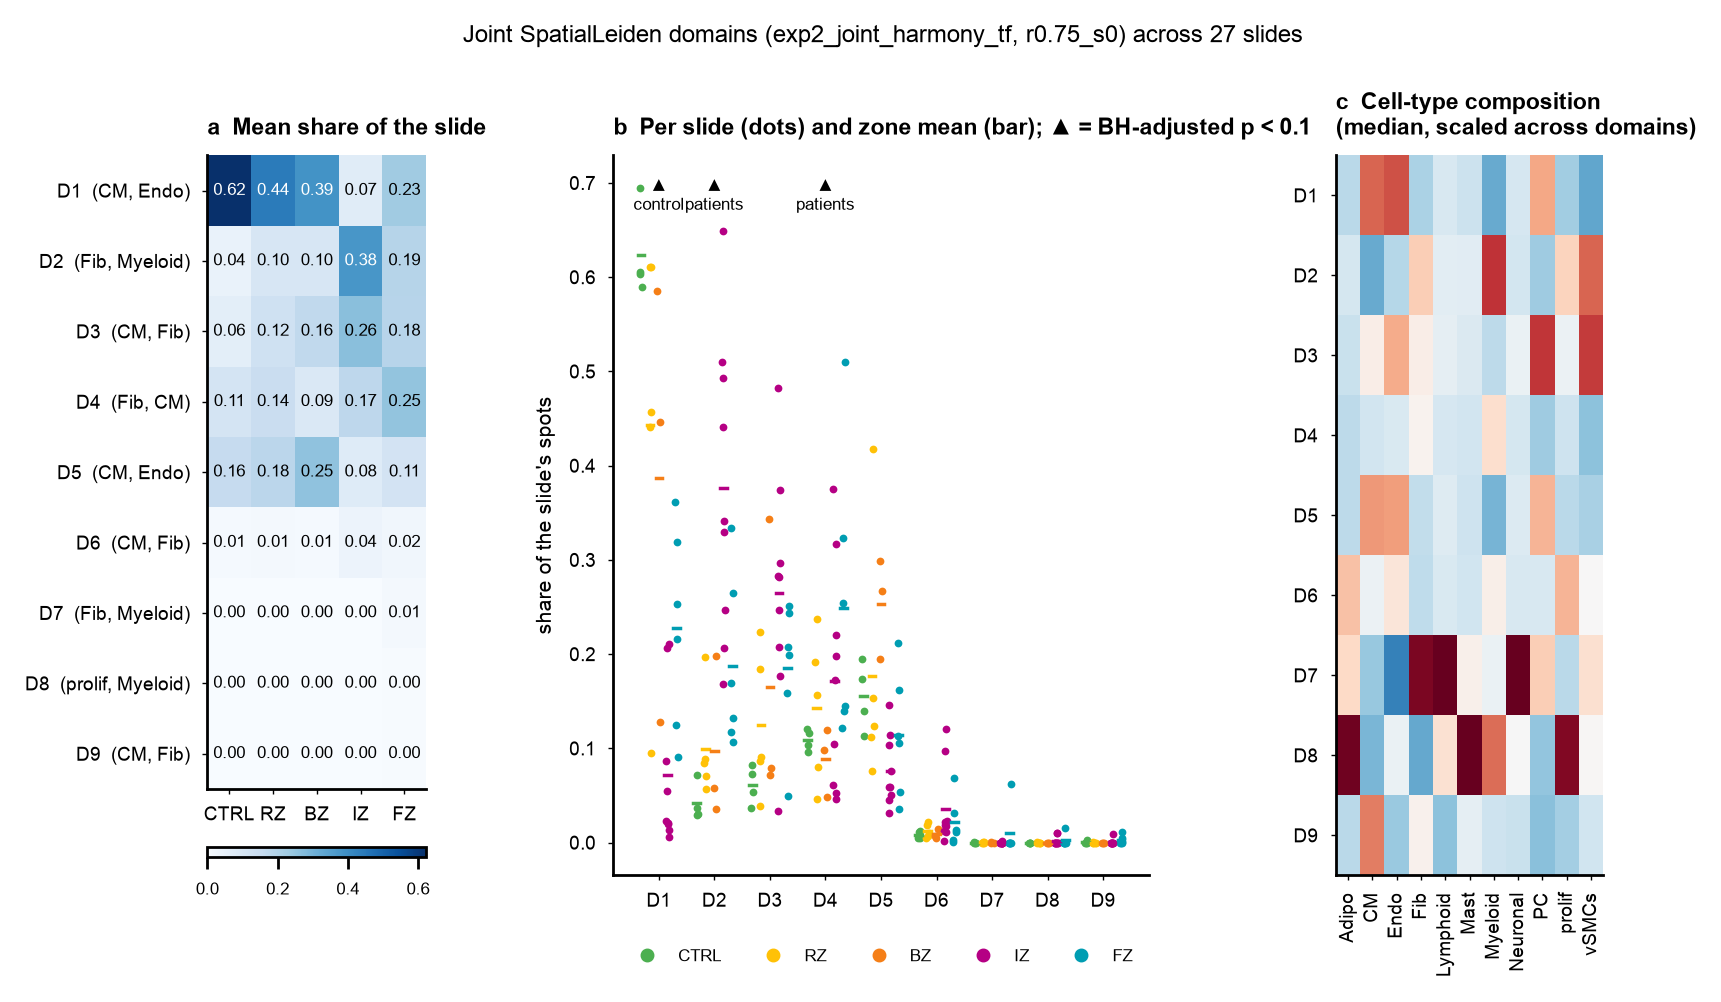 Joint SpatialLeiden domains (exp2_joint_harmony_tf, r0.75_s0) across 27 slides
a Mean share of the slide
D1 (CM, Endo) 0.62 0.44 0.39 0.07 0.23
D2 (Fib, Myeloid) 0.04 0.10 0.10 0.38 0.19
D3 (CM, Fib) 0.06 0.12 0.16 0.26 0.18
D4 (Fib, CM) 0.11 0.14 0.09 0.17 0.25
D5 (CM, Endo) 0.16 0.18 0.25 0.08 0.11
D6 (CM, Fib) 0.01 0.01 0.01 0.04 0.02
D7 (Fib, Myeloid) 0.00 0.00 0.00 0.00 0.01
D8 (prolif, Myeloid) 0.00 0.00 0.00 0.00 0.00
D9 (CM, Fib) 0.00 0.00 0.00 0.00 0.00
CTRL RZ BZ IZ FZ
0.0 0.2 0.4 0.6
b Per slide (dots) and zone mean (bar); ▲ = BH-adjusted p < 0.1
share of the slide's spots
0.7
0.6
0.5
0.4
0.3
0.2
0.1
0.0
▲ ▲ ▲
control patients patients
D1 D2 D3 D4 D5 D6 D7 D8 D9
CTRL RZ BZ IZ FZ
c Cell-type composition
(median, scaled across domains)
D1
D2
D3
D4
D5
D6
D7
D8
D9
Adipo
CM
Endo
Fib
Lymphoid
Mast
Myeloid
Neuronal
PC
prolif
vSMCs